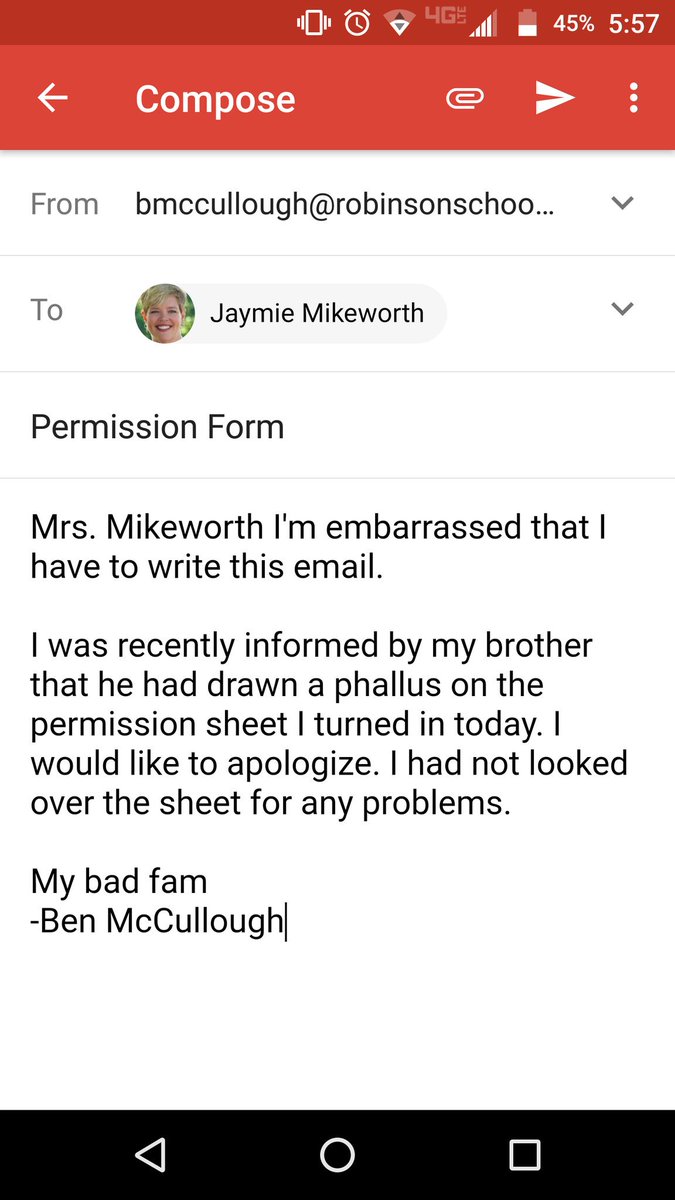 4G LTE 45% 5:57
Compose
From bmccullough@robinsonschoo...
To Jaymie Mikeworth
Permission Form
Mrs. Mikeworth I'm embarrassed that I
have to write this email.
I was recently informed by my brother
that he had drawn a phallus on the
permission sheet I turned in today. I
would like to apologize. I had not looked
over the sheet for any problems.
My bad fam
-Ben McCullough